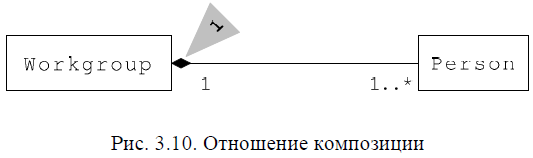 1
Workgroup
Person
1
1..*
Рис. 3.10. Отношение композиции